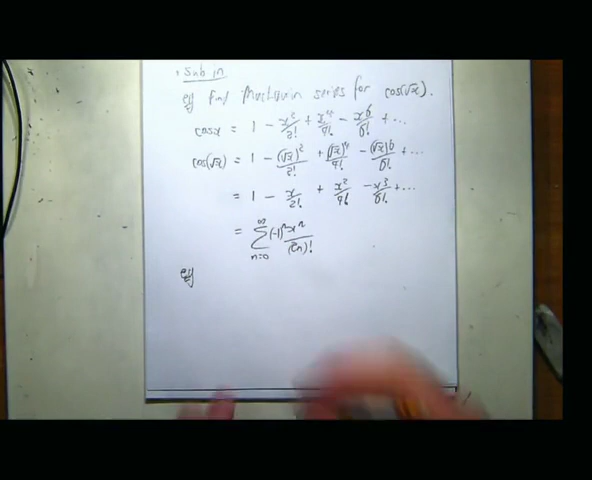 • Sub in
eg Find Maclaurin series for cos(√x).
cosx = 1 - x²/2! + x⁴/4! - x⁶/6! + ...
cos(√x) = 1 - (√x)²/2! + (√x)⁴/4! - (√x)⁶/6! + ...
= 1 - x/2! + x²/4! - x³/6! + ...
= ∑_{n=0}^{∞} (-1)ⁿ xⁿ/(2n)!
eg